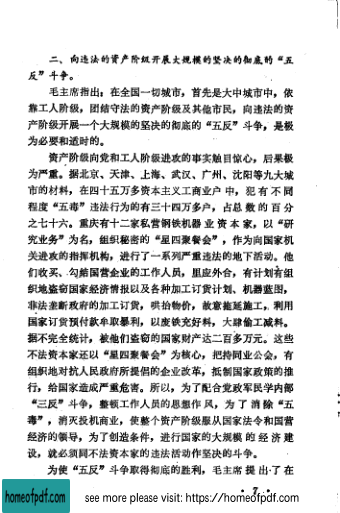 二、向违法的资产阶级开展大规模的坚决的彻底的“五
反”斗争。
毛主席指出：在全国一切城市，首先是大中城市中，依
靠工人阶级，团结守法的资产阶级及其他市民，向违法的资
产阶级开展一个大规模的坚决的彻底的“五反”斗争，是极
为必要和适时的。
资产阶级向党和工人阶级进攻的事实触目惊心，后果极
为严重。据北京、天津、上海、武汉、广州、沈阳等九大城
市的材料，在四十五万多资本主义工商业户中，犯有不同
程度“五毒”违法行为的有三十四万多户，占总数的百分
之七十六。重庆有十二家私营钢铁机器业资本家，以“研
究业务”为名，组织秘密的“星四聚餐会”，作为向国家机
关进攻的指挥机构，进行了一系列严重违法的地下活动。他
们收买、勾结国营企业的工作人员，里应外合，有计划有组
织地盗窃国家经济情报以及各种加工订货计划、机器蓝图，
非法垄断政府的加工订货，哄抬物价，故意拖延施工，利用
国家订货预付款牟取暴利，以废铁充好料，大肆偷工减料。
据不完全统计，被他们盗窃的国家财产达二百多万元。这些
不法资本家还以“星四聚餐会”为核心，把持同业公会，有
组织地对抗人民政府所提倡的企业改革，抵制国家政策的推
行，给国家造成严重危害。所以，为了配合党政军民学内部
“三反”斗争，整顿工作人员的思想作风，为了消除“五
毒”，消灭投机商业，使整个资产阶级服从国家法令和国营
经济的领导，为了创造条件，进行国家的大规模的经济建
设，就必须同不法资本家的违法活动作坚决的斗争。
为使“五反”斗争取得彻底的胜利，毛主席提出了在
• 7 •
homeofpdf.com
see more please visit: https://homeofpdf.com